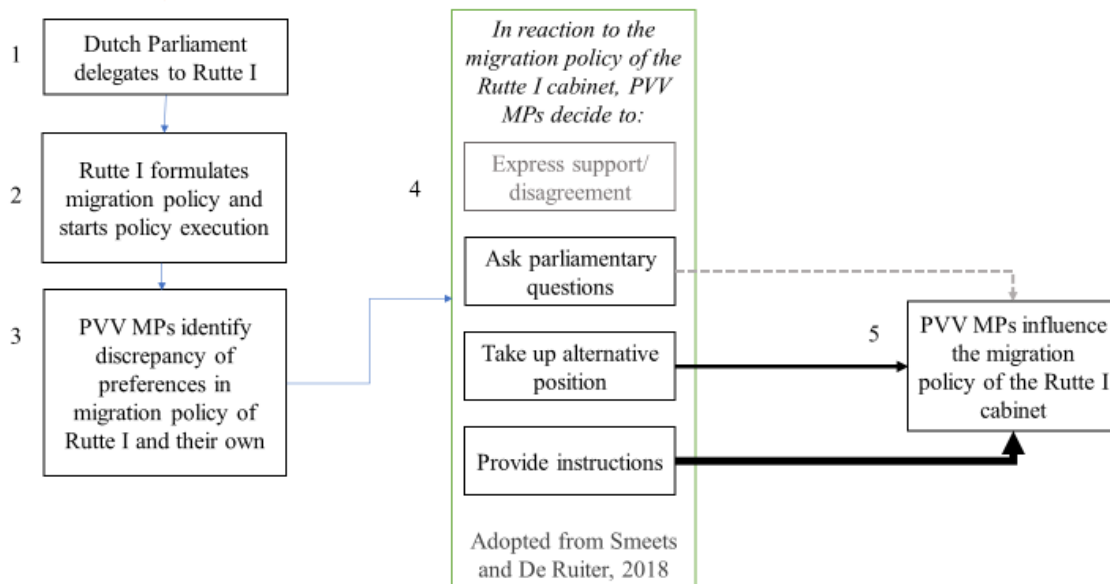 1
Dutch Parliament
delegates to Rutte I
2
Rutte I formulates
migration policy and
starts policy execution
3
PVV MPs identify
discrepancy of
preferences in
migration policy of
Rutte I and their own
4
In reaction to the
migration policy of the
Rutte I cabinet, PVV
MPs decide to:
Express support/
disagreement
Ask parliamentary
questions
Take up alternative
position
Provide instructions
Adopted from Smeets
and De Ruiter, 2018
5
PVV MPs influence
the migration
policy of the Rutte I
cabinet